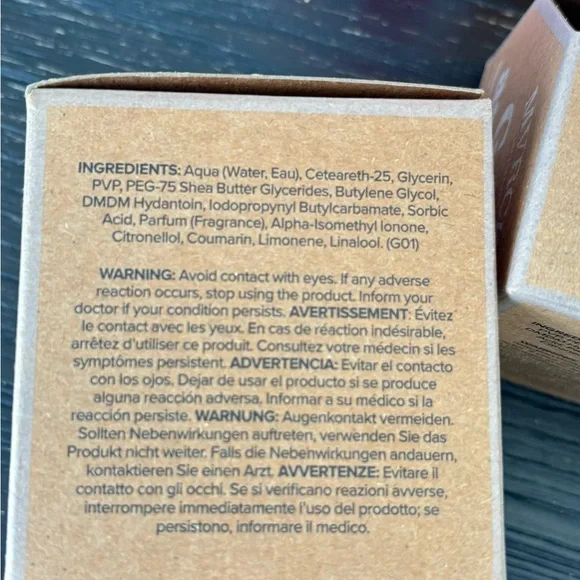 INGREDIENTS: Aqua (Water, Eau), Ceteareth-25, Glycerin,
PVP, PEG-75 Shea Butter Glycerides, Butylene Glycol,
DMDM Hydantoin, Iodopropynyl Butylcarbamate, Sorbic
Acid, Parfum (Fragrance), Alpha-Isomethyl Ionone,
Citronellol, Coumarin, Limonene, Linalool. (G01)
WARNING: Avoid contact with eyes. If any adverse
reaction occurs, stop using the product. Inform your
doctor if your condition persists. AVERTISSEMENT: Évitez
le contact avec les yeux. En cas de réaction indésirable,
arrêtez d'utiliser ce produit. Consultez votre médecin si les
symptômes persistent. ADVERTENCIA: Evitar el contacto
con los ojos. Dejar de usar el producto si se produce
alguna reacción adversa. Informar a su médico si la
reacción persiste. WARNUNG: Augenkontakt vermeiden.
Sollten Nebenwirkungen auftreten, verwenden Sie das
Produkt nicht weiter. Falls die Nebenwirkungen andauern,
kontaktieren Sie einen Arzt. AVVERTENZE: Evitare il
contatto con gli occhi. Se si verificano reazioni avverse,
interrompere immediatamente l'uso del prodotto; se
persistono, informare il medico.